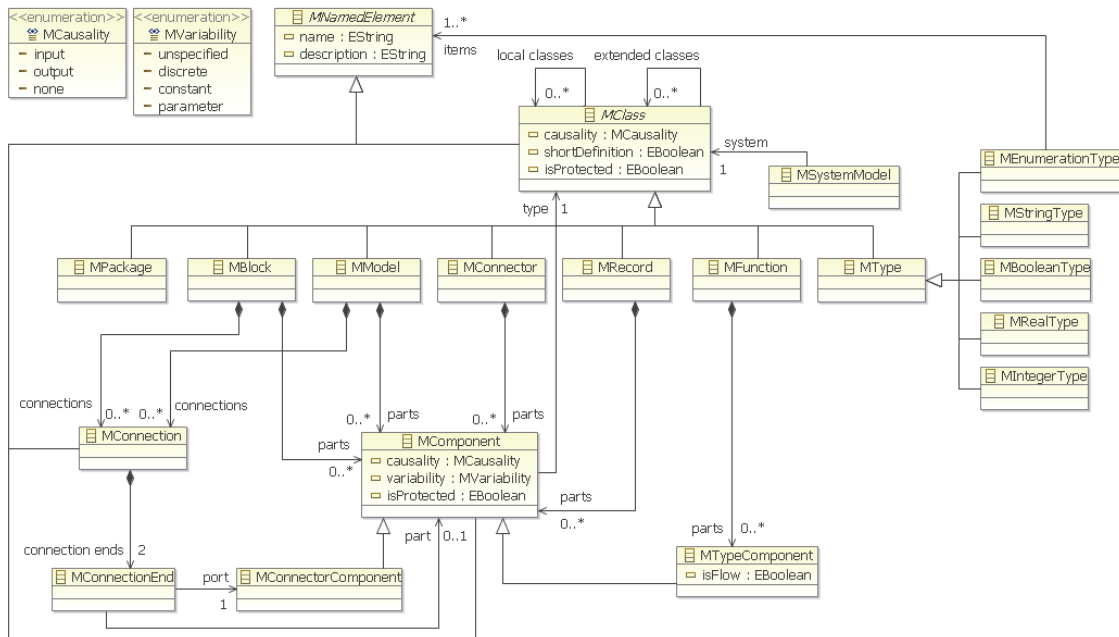 <<enumeration>>
MCausality
input
output
none
<<enumeration>>
MVariability
unspecified
discrete
constant
parameter
MNamedElement
name : EString
description : EString
1..*
items
local classes
extended classes
0..*
0..*
MClass
causality : MCausality
shortDefinition : EBoolean
isProtected : EBoolean
system
1
MSystemModel
MEnumerationType
MStringType
MBooleanType
MRealType
MIntegerType
type
1
MPackage
MBlock
MModel
MConnector
MRecord
MFunction
MType
connections
0..*
0..*
connections
parts
0..*
0..*
parts
0..*
parts
MConnection
MComponent
causality : MCausality
variability : MVariability
isProtected : EBoolean
parts
0..*
parts
0..*
connection ends
2
part
0..1
MConnectionEnd
port
1
MConnectorComponent
MTypeComponent
isFlow : EBoolean